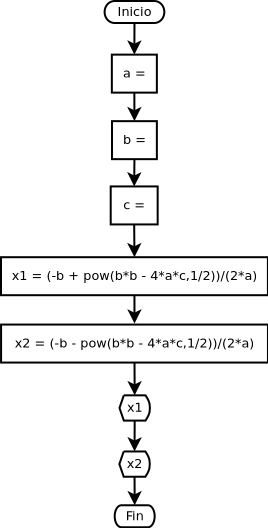 Inicio
a =
b =
c =
x1 = (-b + pow(b*b - 4*a*c,1/2))/(2*a)
x2 = (-b - pow(b*b - 4*a*c,1/2))/(2*a)
x1
x2
Fin